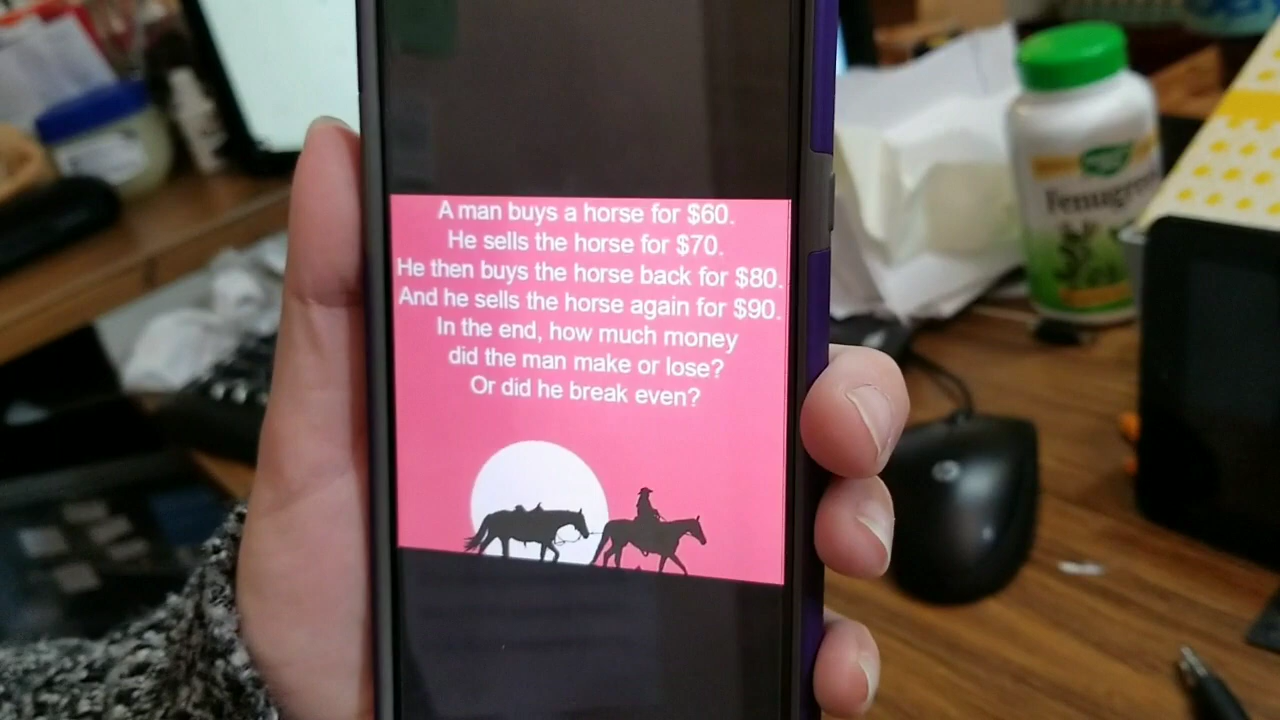 A man buys a horse for $60.
He sells the horse for $70.
He then buys the horse back for $80.
And he sells the horse again for $90.
In the end, how much money
did the man make or lose?
Or did he break even?